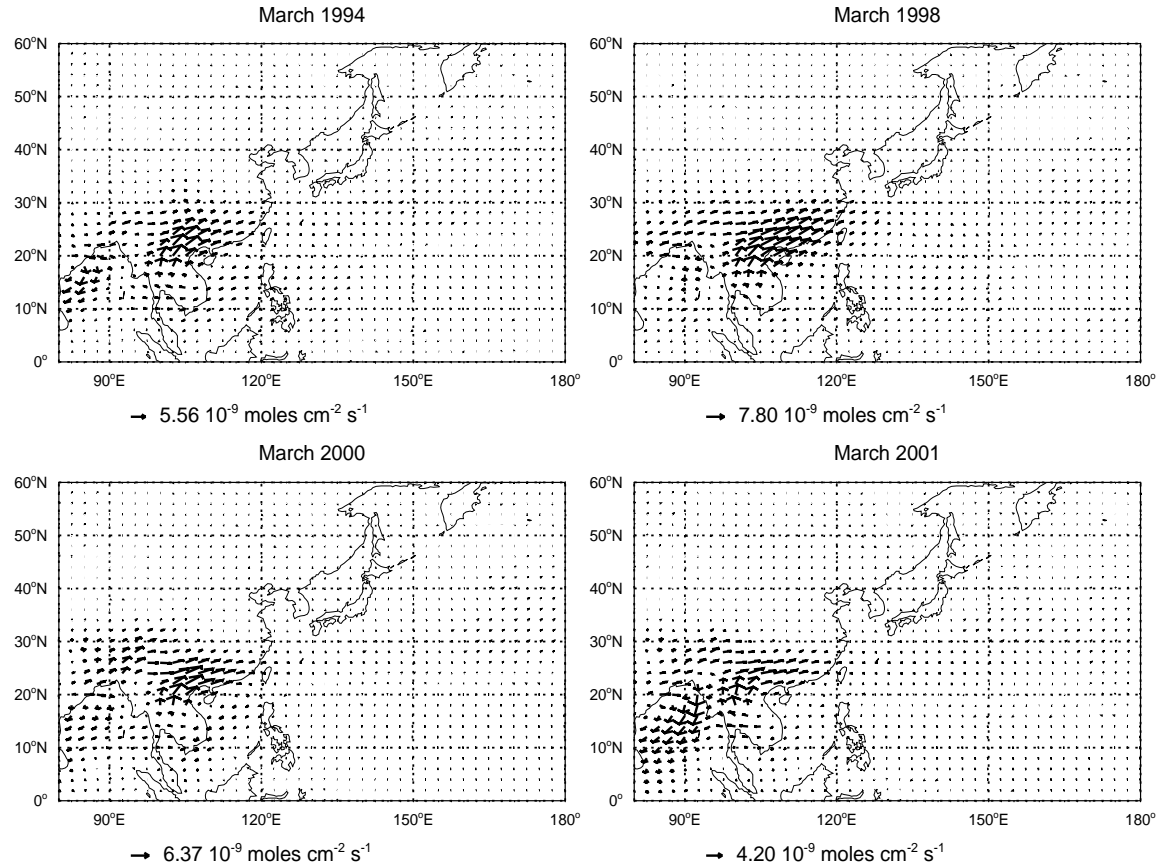 March 1994 March 1998
60°N 60°N
50°N 50°N
40°N 40°N
30°N 30°N
20°N 20°N
10°N 10°N
0° 0°
90°E 120°E 150°E 180° 90°E 120°E 150°E 180°
5.56 10⁻⁹ moles cm⁻² s⁻¹ 7.80 10⁻⁹ moles cm⁻² s⁻¹
March 2000 March 2001
60°N 60°N
50°N 50°N
40°N 40°N
30°N 30°N
20°N 20°N
10°N 10°N
0° 0°
90°E 120°E 150°E 180° 90°E 120°E 150°E 180°
6.37 10⁻⁹ moles cm⁻² s⁻¹ 4.20 10⁻⁹ moles cm⁻² s⁻¹